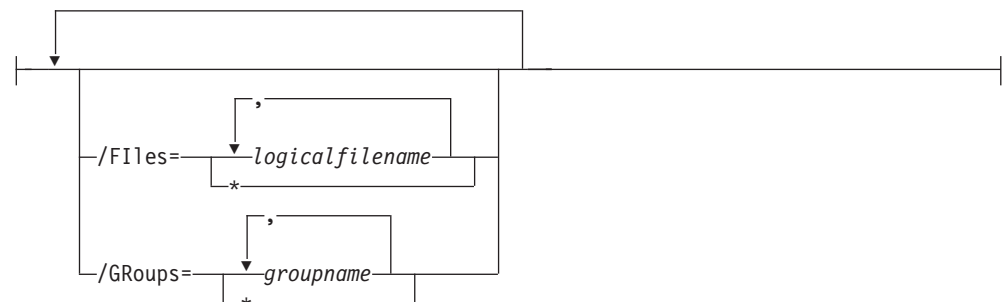 ,
/FIles= logicalfilename
*
,
/GRoups= groupname
*